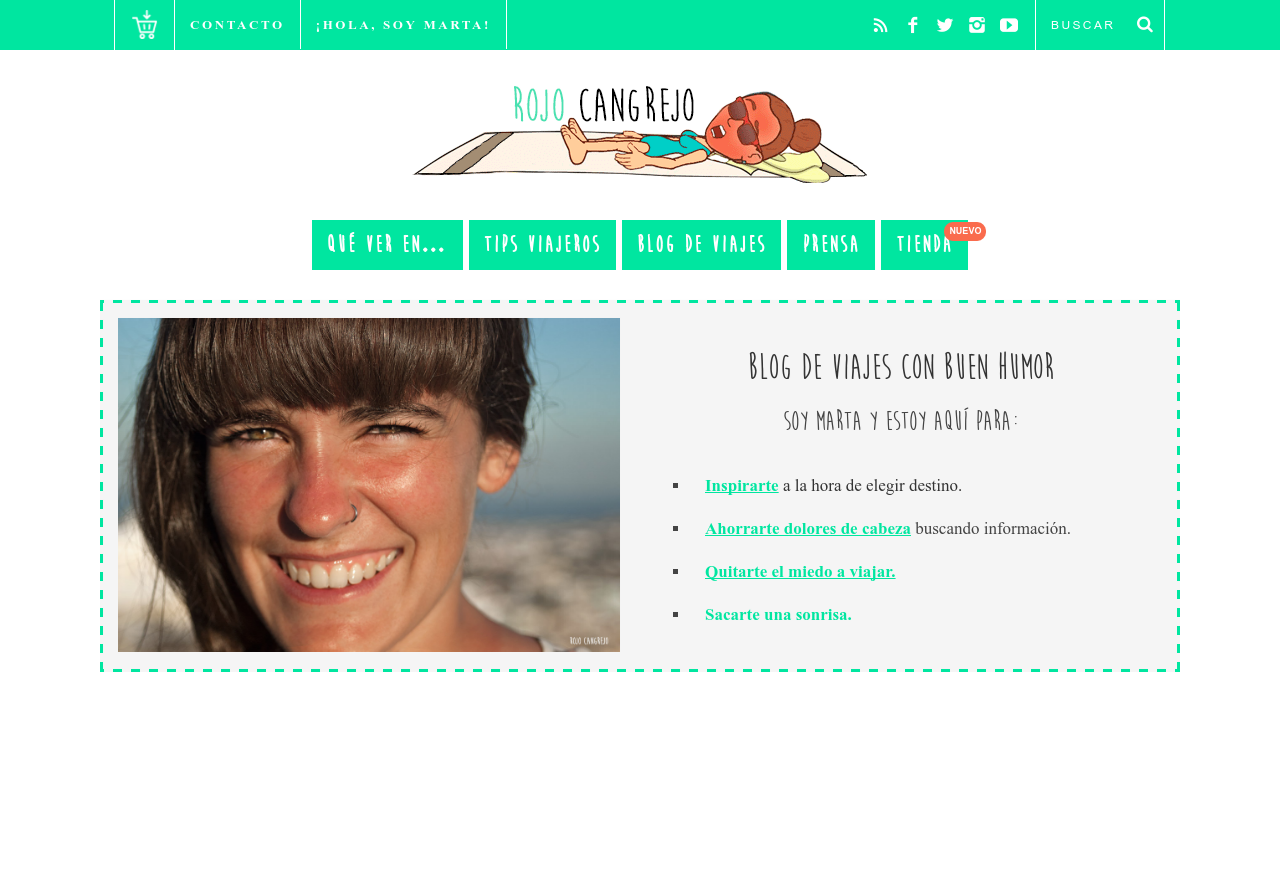 CONTACTO
¡HOLA, SOY MARTA!
BUSCAR
ROJO CANGREJO
QUÉ VER EN...
TIPS VIAJEROS
BLOG DE VIAJES
PRENSA
TIENDA
NUEVO
BLOG DE VIAJES CON BUEN HUMOR
SOY MARTA Y ESTOY AQUÍ PARA:
Inspirarte a la hora de elegir destino.
Ahorrarte dolores de cabeza buscando información.
Quitarte el miedo a viajar.
Sacarte una sonrisa.
ROJO CANGREJO